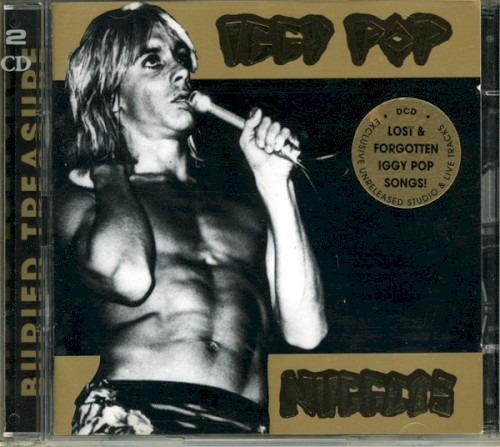 2
CD
BURIED TREASURE
IGGY POP
DCD
LOST &
FORGOTTEN
IGGY POP
SONGS!
EXCLUSIVE UNRELEASED STUDIO & LIVE TRACKS
NUGGETS